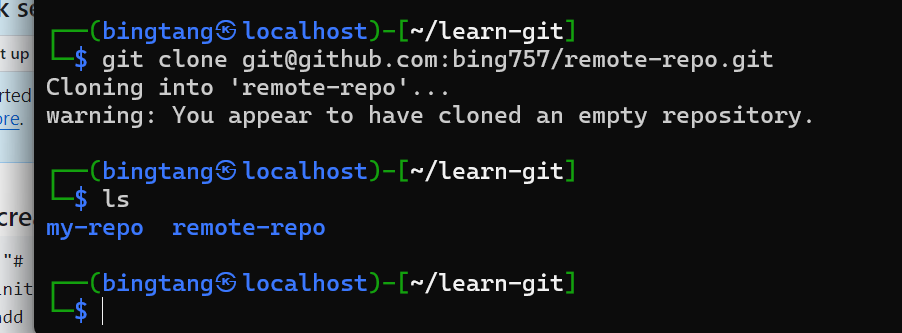 k se
┌──(bingtang㉿localhost)-[~/learn-git]
t up
└─$ git clone git@github.com:bing757/remote-repo.git
Cloning into 'remote-repo'...
rted
warning: You appear to have cloned an empty repository.
ore.
┌──(bingtang㉿localhost)-[~/learn-git]
└─$ ls
crea
my-repo  remote-repo
"#
┌──(bingtang㉿localhost)-[~/learn-git]
init
└─$
add